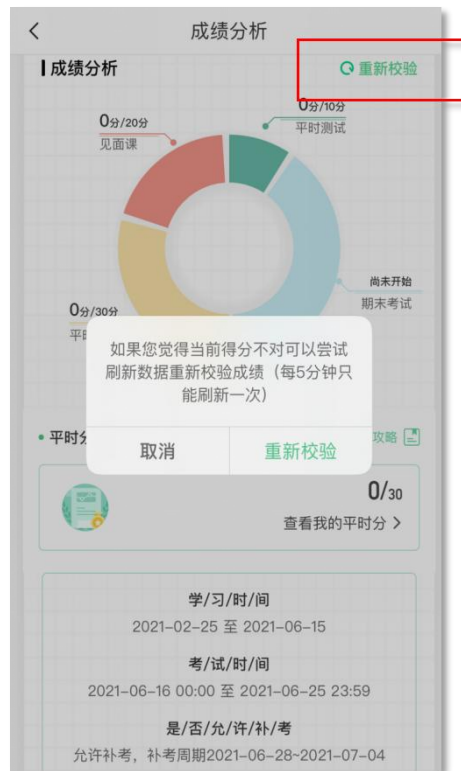 成绩分析
成绩分析
重新校验
0分/10分
平时测试
0分/20分
见面课
尚未开始
期末考试
0分/30分
平时
如果您觉得当前得分不对可以尝试
刷新数据重新校验成绩（每5分钟只
能刷新一次）
取消
重新校验
平时分
攻略
0/30
查看我的平时分 >
学/习/时/间
2021-02-25 至 2021-06-15
考/试/时/间
2021-06-16 00:00 至 2021-06-25 23:59
是/否/允/许/补/考
允许补考，补考周期2021-06-28~2021-07-04